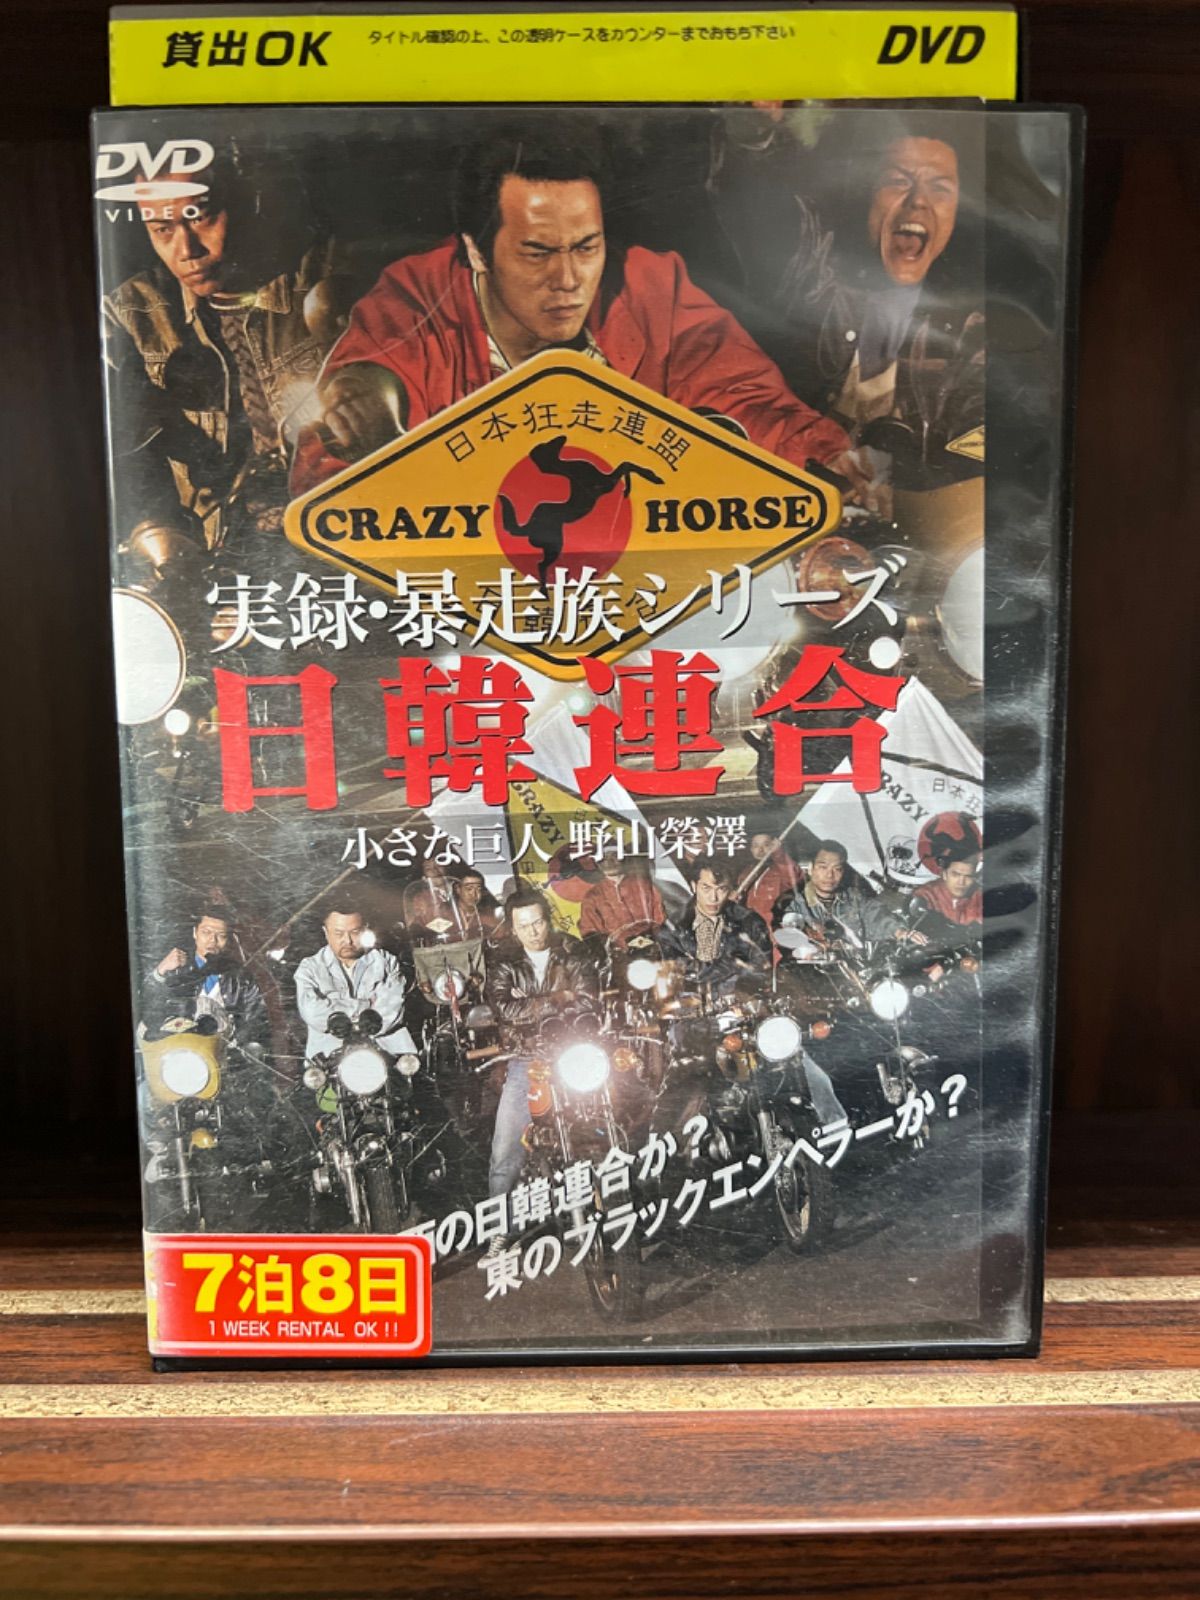 貸出OK タイトル確認の上、この透明ケースをカウンターまでおもち下さい DVD
DVD
VIDEO
日本狂走連盟
CRAZY HORSE
実録・暴走族シリーズ
日韓連合
小さな巨人 野山榮澤
CRAZY
日本
CRAZY
の日韓連合か?
東のブラックエンペラーか?
7泊8日
1 WEEK RENTAL OK!!